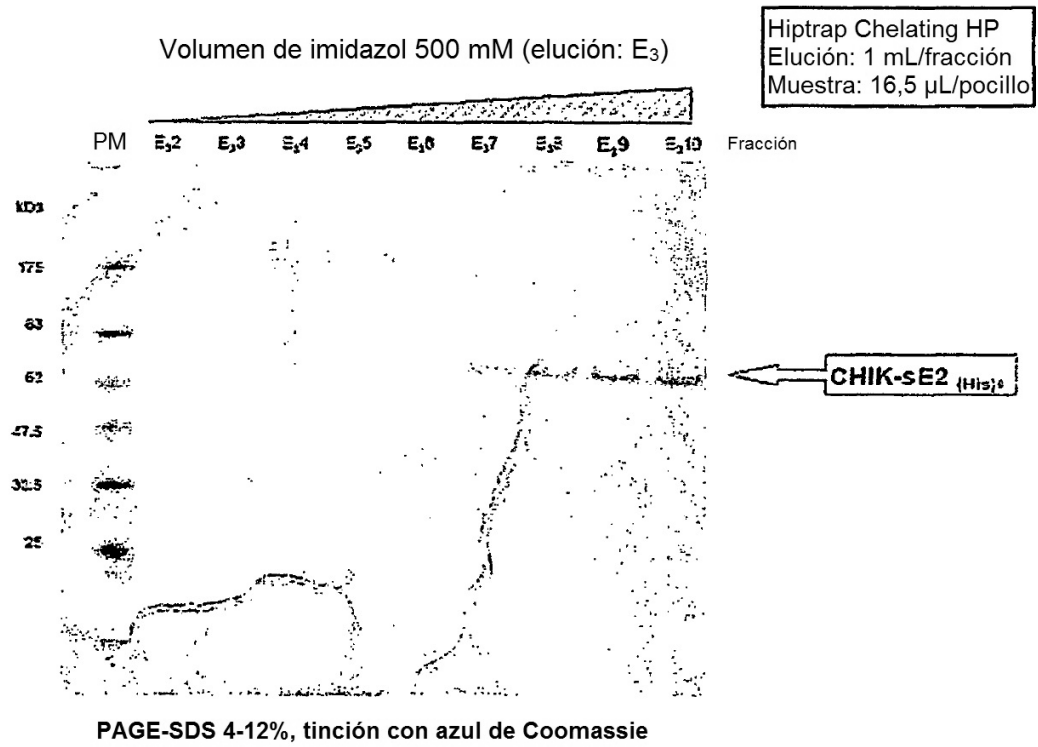 Hiptrap Chelating HP
Elución: 1 mL/fracción
Muestra: 16,5 µL/pocillo
Volumen de imidazol 500 mM (elución: E₃)
PM E₃2 E₃3 E₃4 E₃5 E₃6 E₃7 E₃8 E₃9 E₃10 Fracción
kDa
175
83
62
CHIK-sE2 (His)⁶
47.5
32.5
25
PAGE-SDS 4-12%, tinción con azul de Coomassie